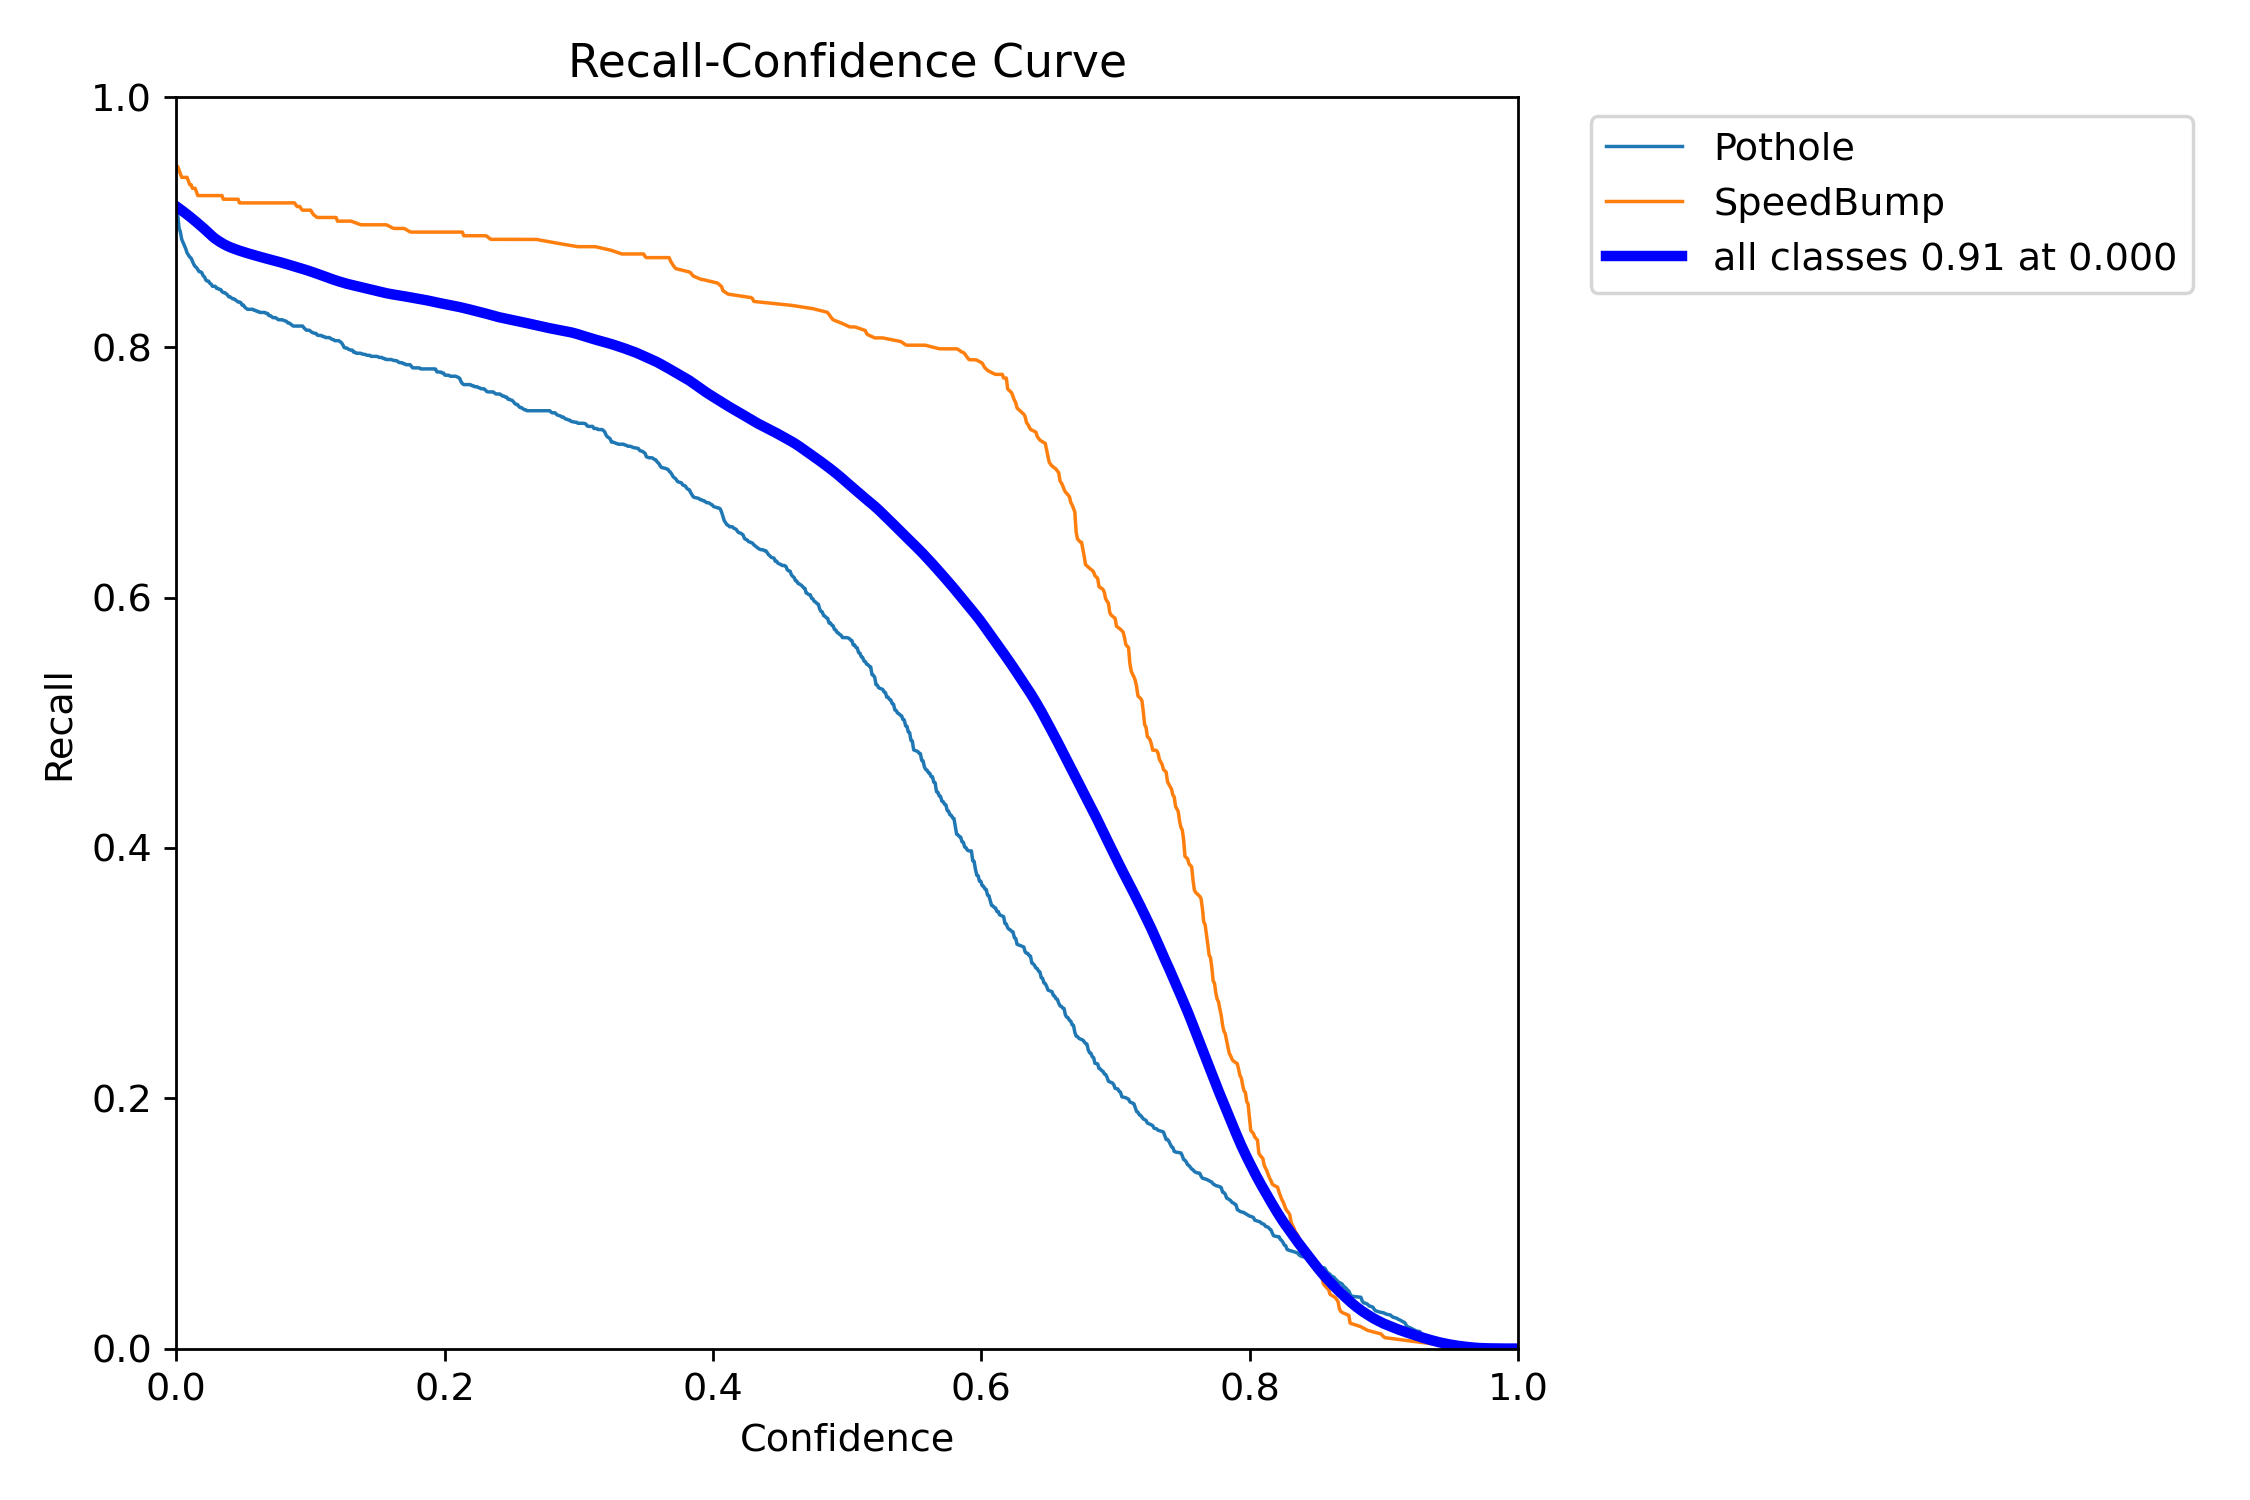 Recall-Confidence Curve
1.0
0.8
0.6
0.4
0.2
0.0
Recall
0.0 0.2 0.4 0.6 0.8 1.0
Confidence
Pothole
SpeedBump
all classes 0.91 at 0.000